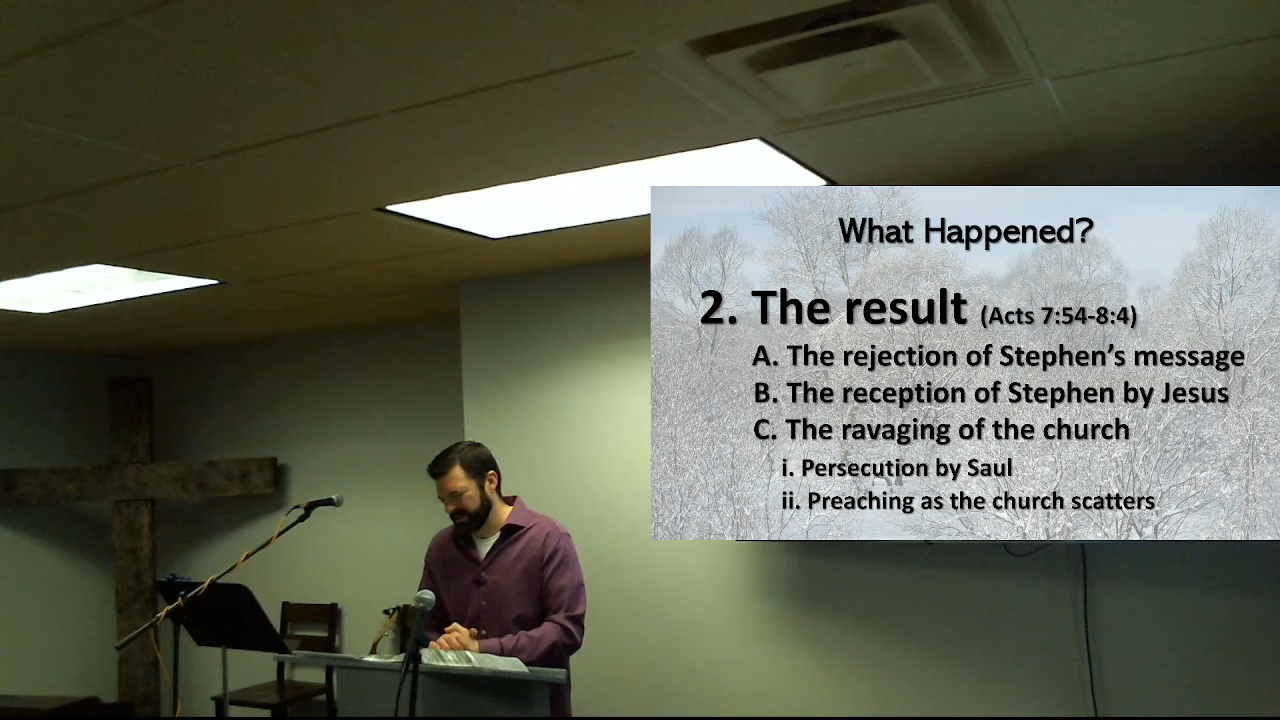 What Happened?
2. The result (Acts 7:54-8:4)
A. The rejection of Stephen’s message
B. The reception of Stephen by Jesus
C. The ravaging of the church
i. Persecution by Saul
ii. Preaching as the church scatters